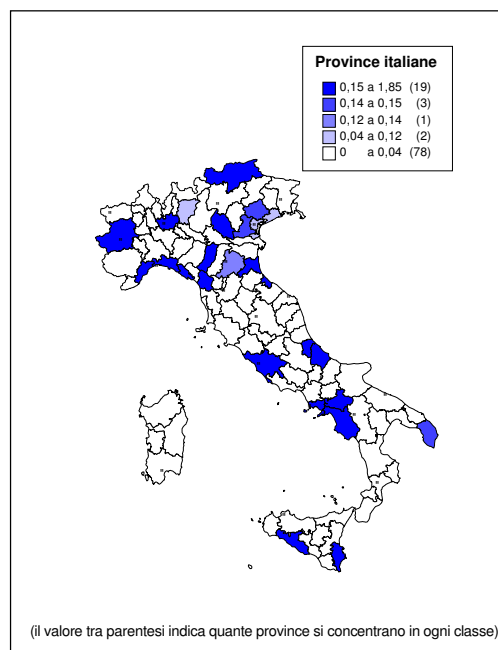 Province italiane
0,15 a 1,85 (19)
0,14 a 0,15 (3)
0,12 a 0,14 (1)
0,04 a 0,12 (2)
0 a 0,04 (78)
(il valore tra parentesi indica quante province si concentrano in ogni classe)